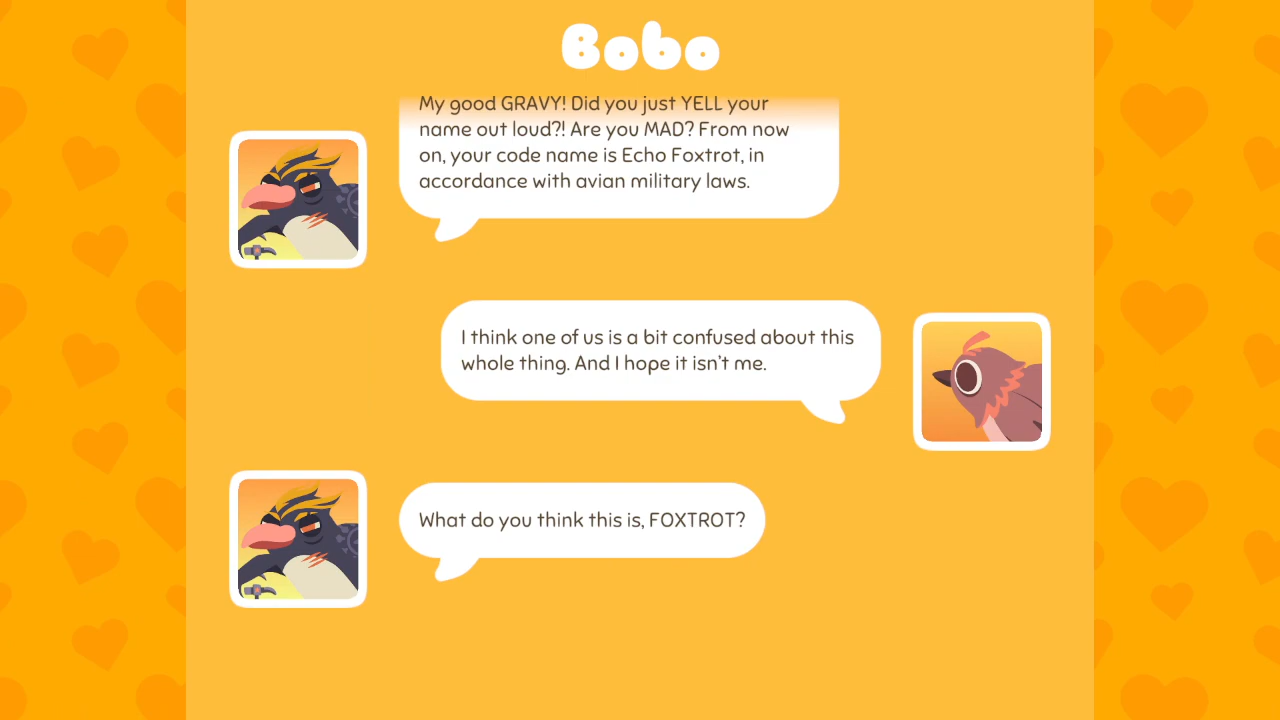 Bobo
My good GRAVY! Did you just YELL your
name out loud?! Are you MAD? From now
on, your code name is Echo Foxtrot, in
accordance with avian military laws.
I think one of us is a bit confused about this
whole thing. And I hope it isn't me.
What do you think this is, FOXTROT?